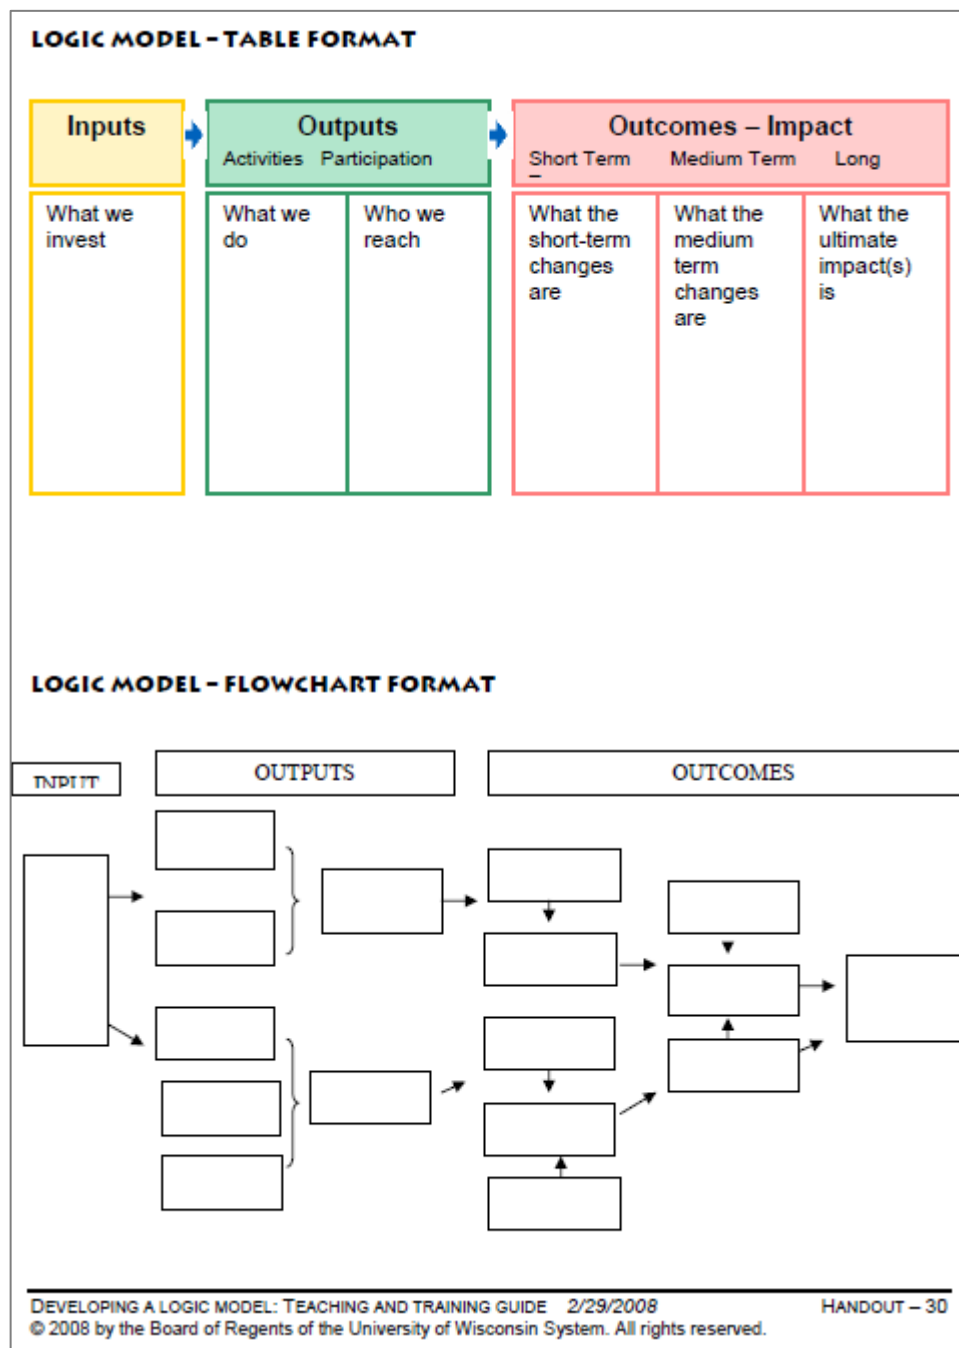 LOGIC MODEL – TABLE FORMAT
Inputs
Outputs
Activities Participation
Outcomes – Impact
Short Term Medium Term Long
–
What we
invest
What we
do
Who we
reach
What the
short-term
changes
are
What the
medium
term
changes
are
What the
ultimate
impact(s)
is
LOGIC MODEL – FLOWCHART FORMAT
INPUT
OUTPUTS
OUTCOMES
DEVELOPING A LOGIC MODEL: TEACHING AND TRAINING GUIDE 2/29/2008 HANDOUT – 30
© 2008 by the Board of Regents of the University of Wisconsin System. All rights reserved.